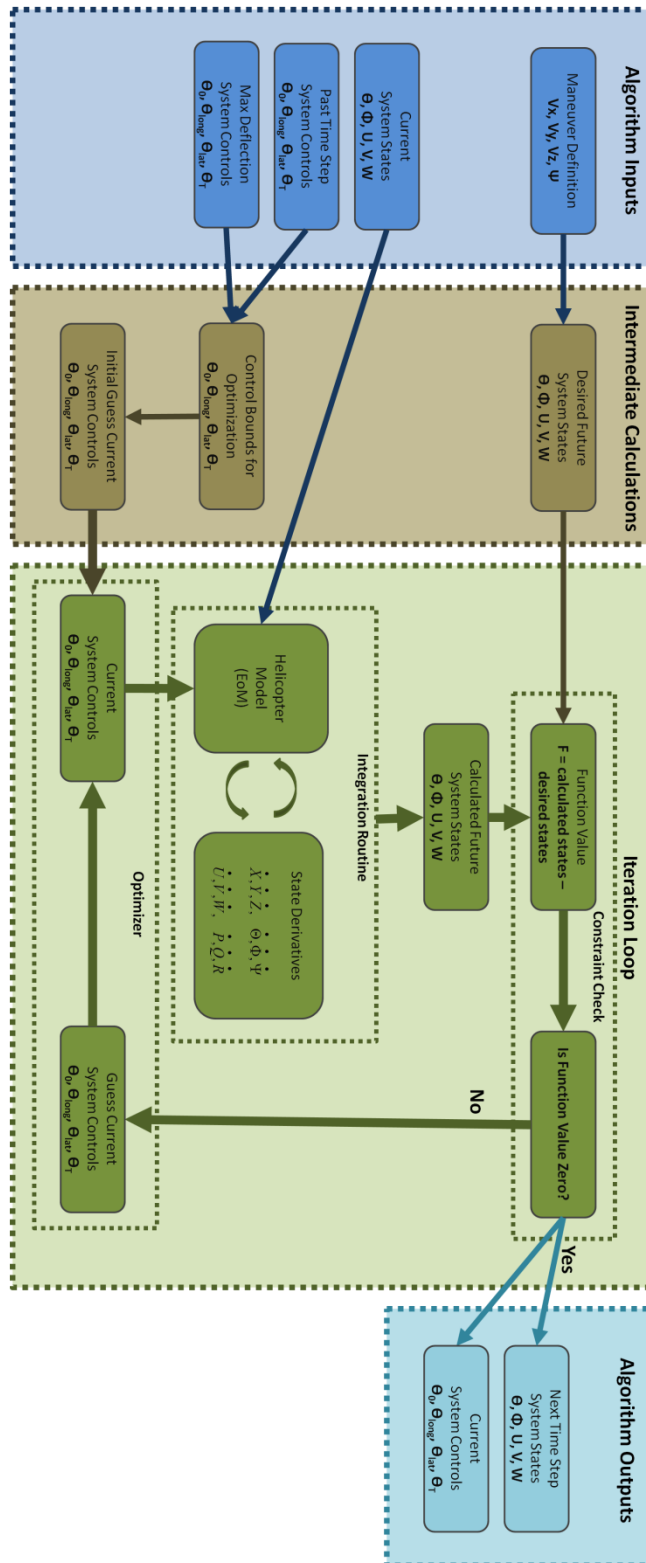 Algorithm Inputs
Maneuver Definition
Vx, Vy, Vz, Ψ
Current
System States
Θ, Φ, U, V, W
Past Time Step
System Controls
Θ₀, Θlong, Θlat, ΘT
Max Deflection
System Controls
Θ₀, Θlong, Θlat, ΘT
Intermediate Calculations
Desired Future
System States
Θ, Φ, U, V, W
Control Bounds for
Optimization
Θ₀, Θlong, Θlat, ΘT
Initial Guess Current
System Controls
Θ₀, Θlong, Θlat, ΘT
Iteration Loop
Function Value
F = calculated states –
desired states
Constraint Check
Is Function Value Zero?
Yes
No
Calculated Future
System States
Θ, Φ, U, V, W
Integration Routine
Helicopter
Model
(EoM)
State Derivatives
Ẋ, Ẏ, Ż, Θ̇, Φ̇, Ψ̇
U̇, V̇, Ẇ, Ṗ, Q̇, Ṙ
Current
System Controls
Θ₀, Θlong, Θlat, ΘT
Optimizer
Guess Current
System Controls
Θ₀, Θlong, Θlat, ΘT
Algorithm Outputs
Next Time Step
System States
Θ, Φ, U, V, W
Current
System Controls
Θ₀, Θlong, Θlat, ΘT